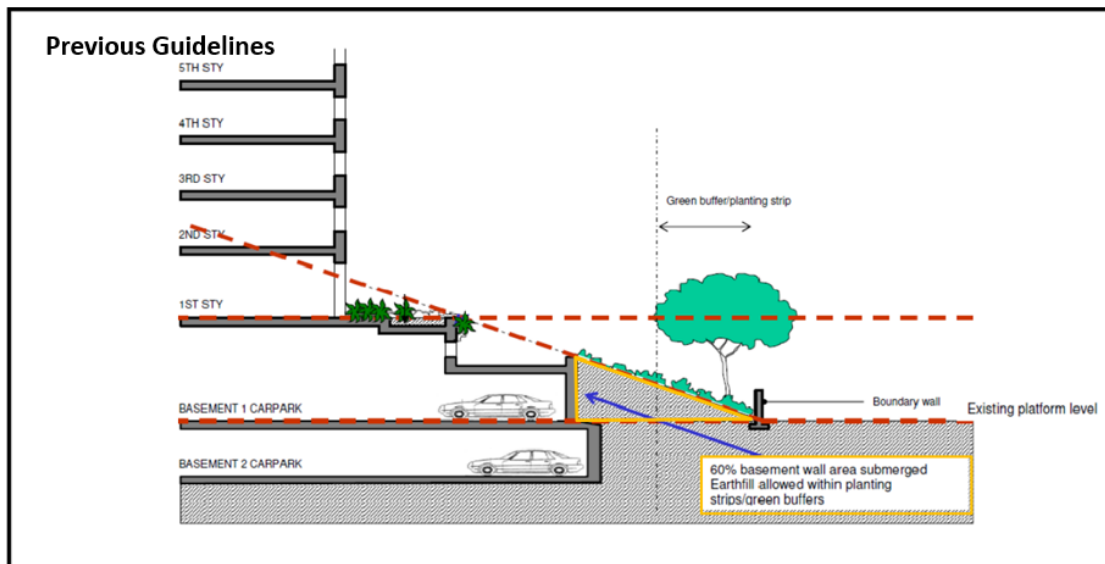 Previous Guidelines
5TH STY
4TH STY
3RD STY
Green buffer/planting strip
2ND STY
1ST STY
Boundary wall
Existing platform level
BASEMENT 1 CARPARK
BASEMENT 2 CARPARK
60% basement wall area submerged
Earthfill allowed within planting
strips/green buffers